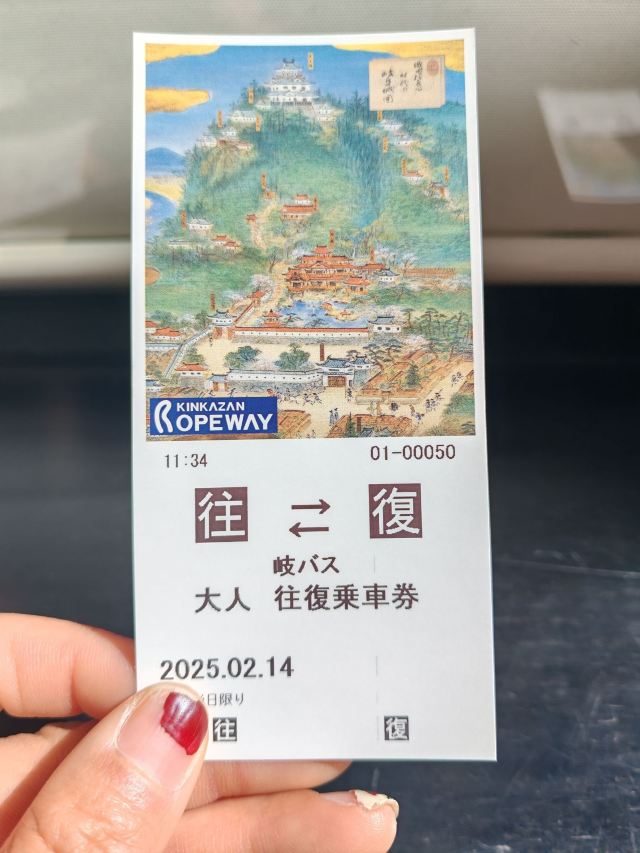 KINKAZAN
ROPEWAY
11:34
01-00050
往 ⇄ 復
岐バス
大人 往復乗車券
2025.02.14
日限り
往
復